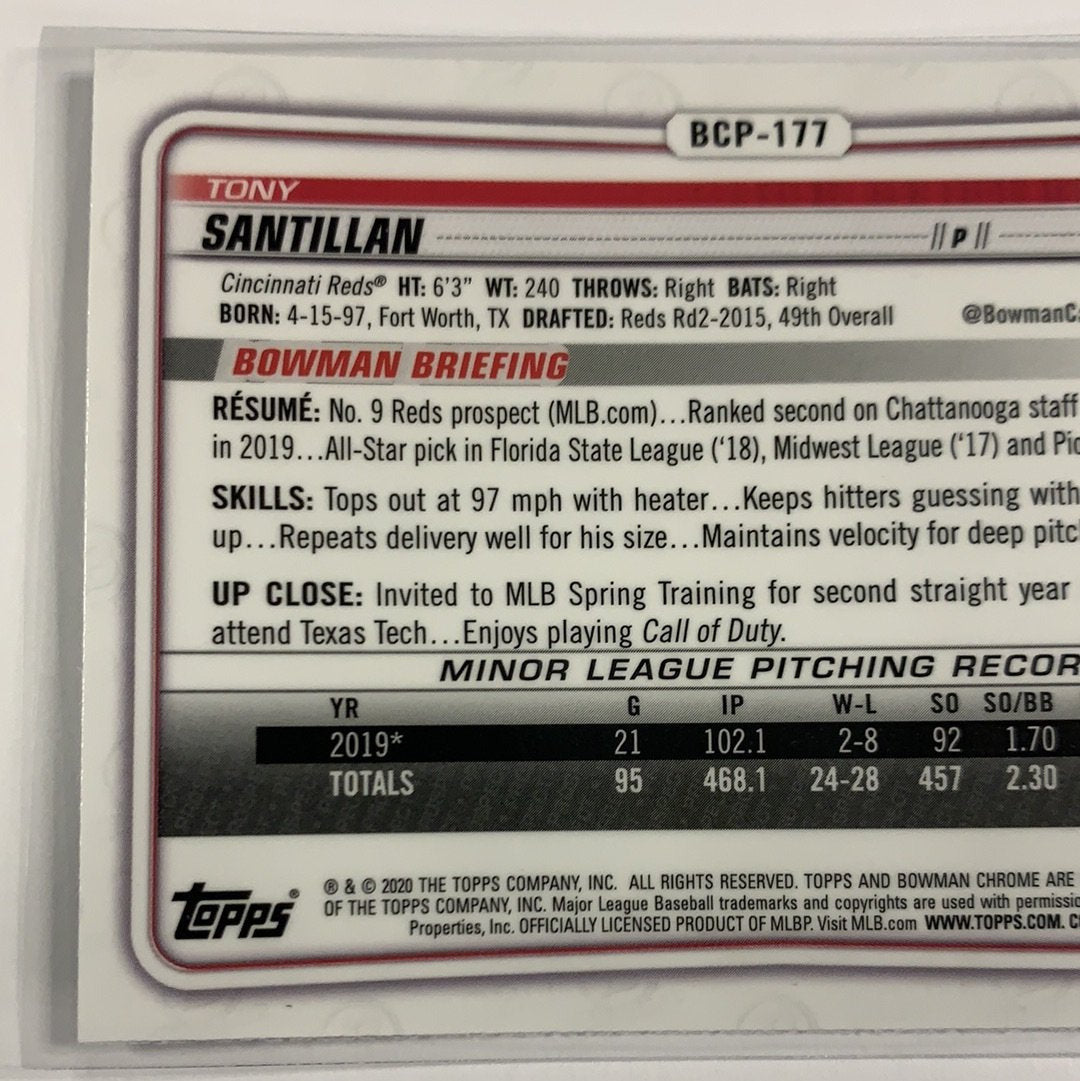 BCP-177
TONY
SANTILLAN
P
Cincinnati Reds® HT: 6'3" WT: 240 THROWS: Right BATS: Right
BORN: 4-15-97, Fort Worth, TX DRAFTED: Reds Rd2-2015, 49th Overall @BowmanCa
BOWMAN BRIEFING
RÉSUMÉ: No. 9 Reds prospect (MLB.com)...Ranked second on Chattanooga staff
in 2019...All-Star pick in Florida State League ('18), Midwest League ('17) and Pio
SKILLS: Tops out at 97 mph with heater...Keeps hitters guessing with
up...Repeats delivery well for his size...Maintains velocity for deep pitc
UP CLOSE: Invited to MLB Spring Training for second straight year
attend Texas Tech...Enjoys playing Call of Duty.
MINOR LEAGUE PITCHING RECOR
YR G IP W-L SO SO/BB
2019* 21 102.1 2-8 92 1.70
TOTALS 95 468.1 24-28 457 2.30
Topps®
® & © 2020 THE TOPPS COMPANY, INC. ALL RIGHTS RESERVED. TOPPS AND BOWMAN CHROME ARE
OF THE TOPPS COMPANY, INC. Major League Baseball trademarks and copyrights are used with permissio
Properties, Inc. OFFICIALLY LICENSED PRODUCT OF MLBP. Visit MLB.com WWW.TOPPS.COM. C